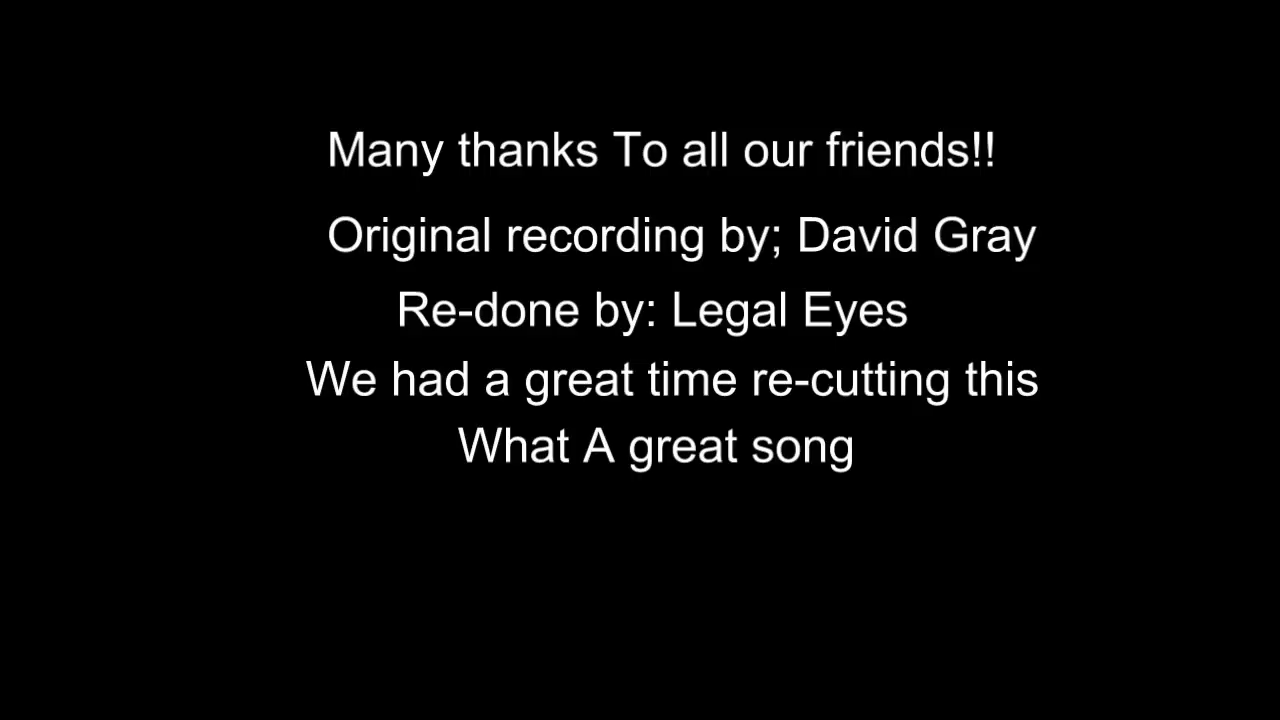 Many thanks To all our friends!!
Original recording by; David Gray
Re-done by: Legal Eyes
We had a great time re-cutting this
What A great song